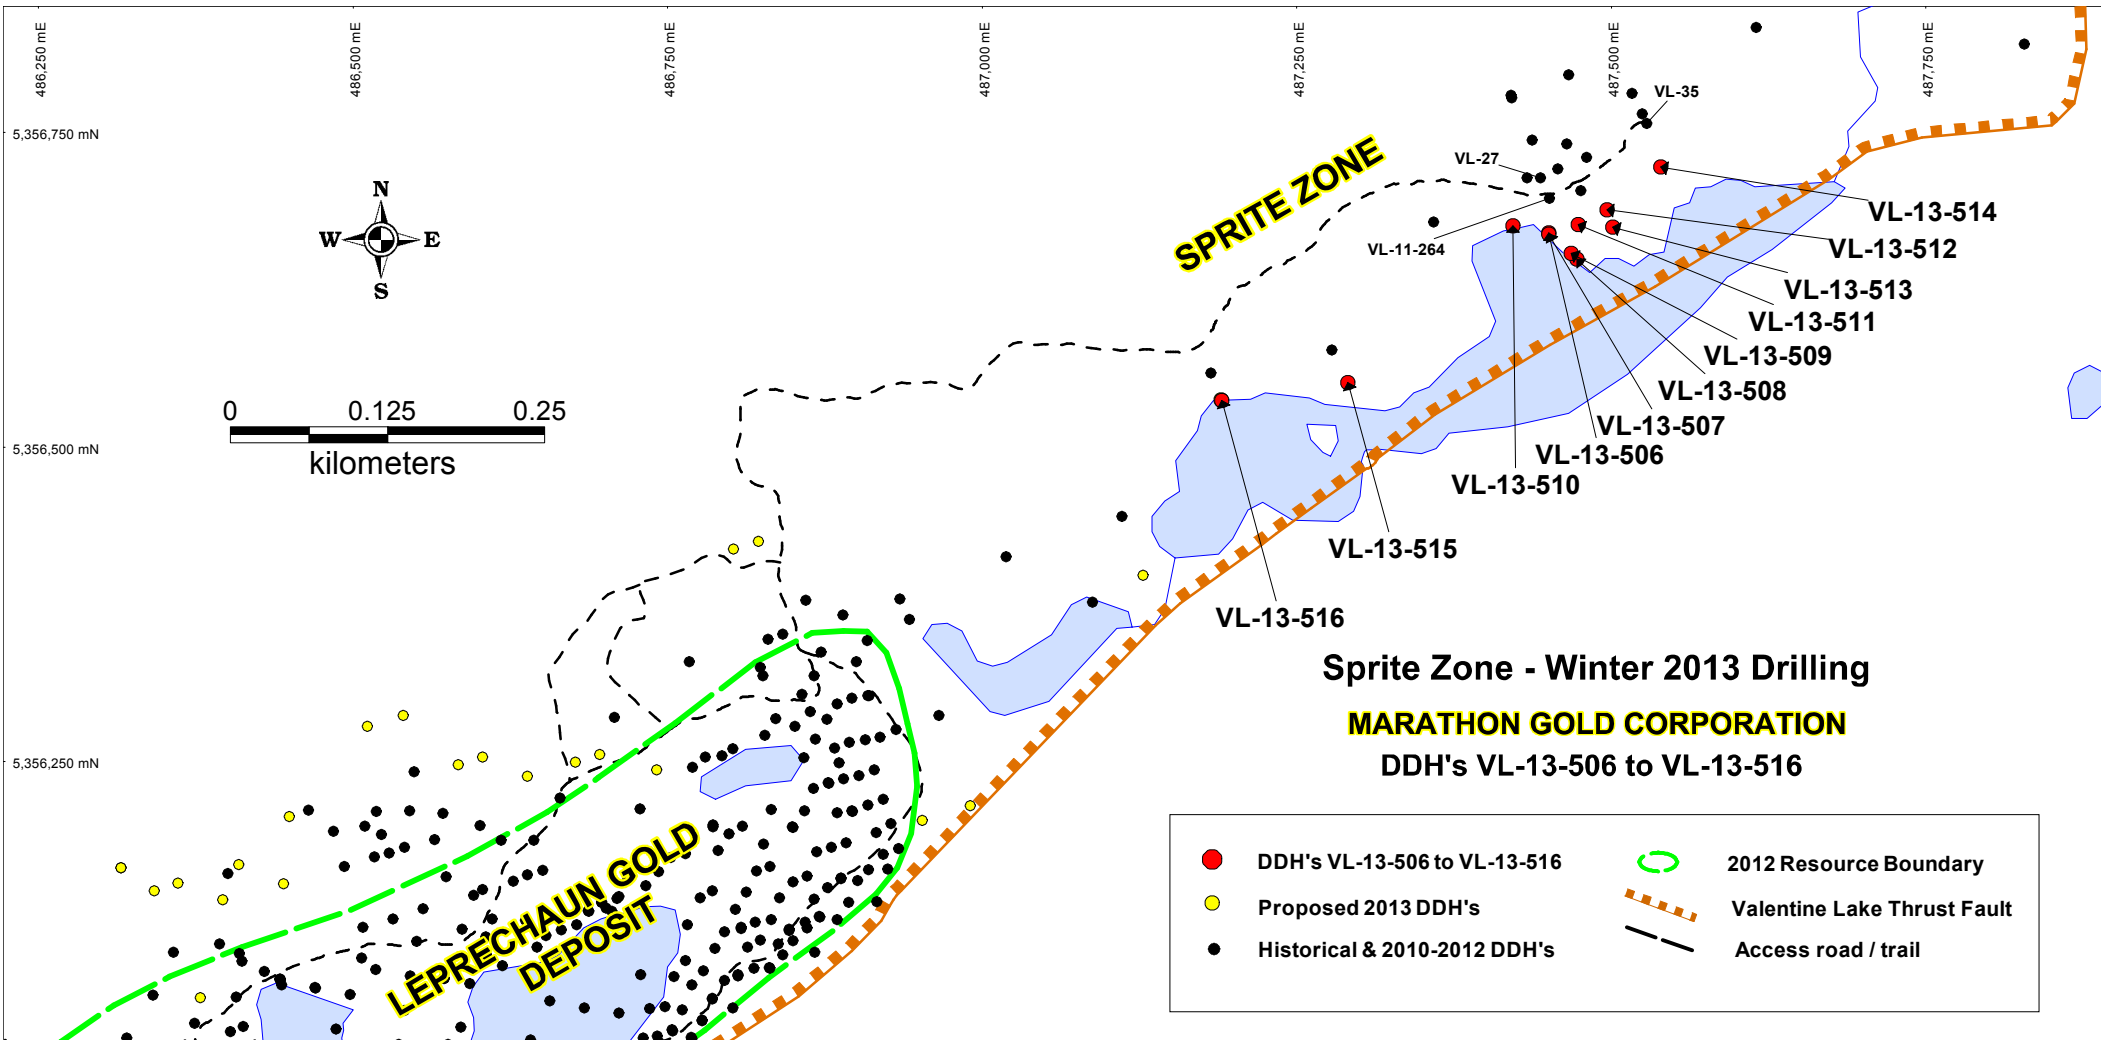 486,250 mE
486,500 mE
486,750 mE
487,000 mE
487,250 mE
487,500 mE
487,750 mE
5,356,750 mN
5,356,500 mN
5,356,250 mN
N
W
E
S
0 0.125 0.25
kilometers
SPRITE ZONE
VL-35
VL-27
VL-11-264
VL-13-514
VL-13-512
VL-13-513
VL-13-511
VL-13-509
VL-13-508
VL-13-507
VL-13-506
VL-13-510
VL-13-515
VL-13-516
LEPRECHAUN GOLD
DEPOSIT
Sprite Zone - Winter 2013 Drilling
MARATHON GOLD CORPORATION
DDH's VL-13-506 to VL-13-516
DDH's VL-13-506 to VL-13-516
Proposed 2013 DDH's
Historical & 2010-2012 DDH's
2012 Resource Boundary
Valentine Lake Thrust Fault
Access road / trail